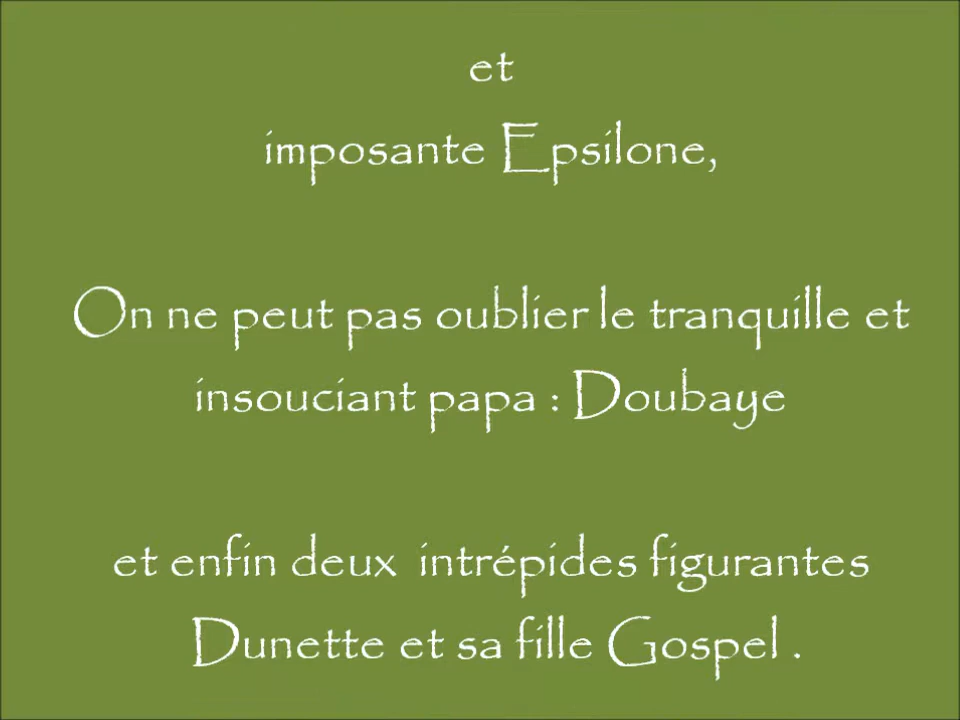 et
imposante Epsilone,
On ne peut pas oublier le tranquille et
insouciant papa : Doubaye
et enfin deux  intrépides figurantes
Dunette et sa fille Gospel .